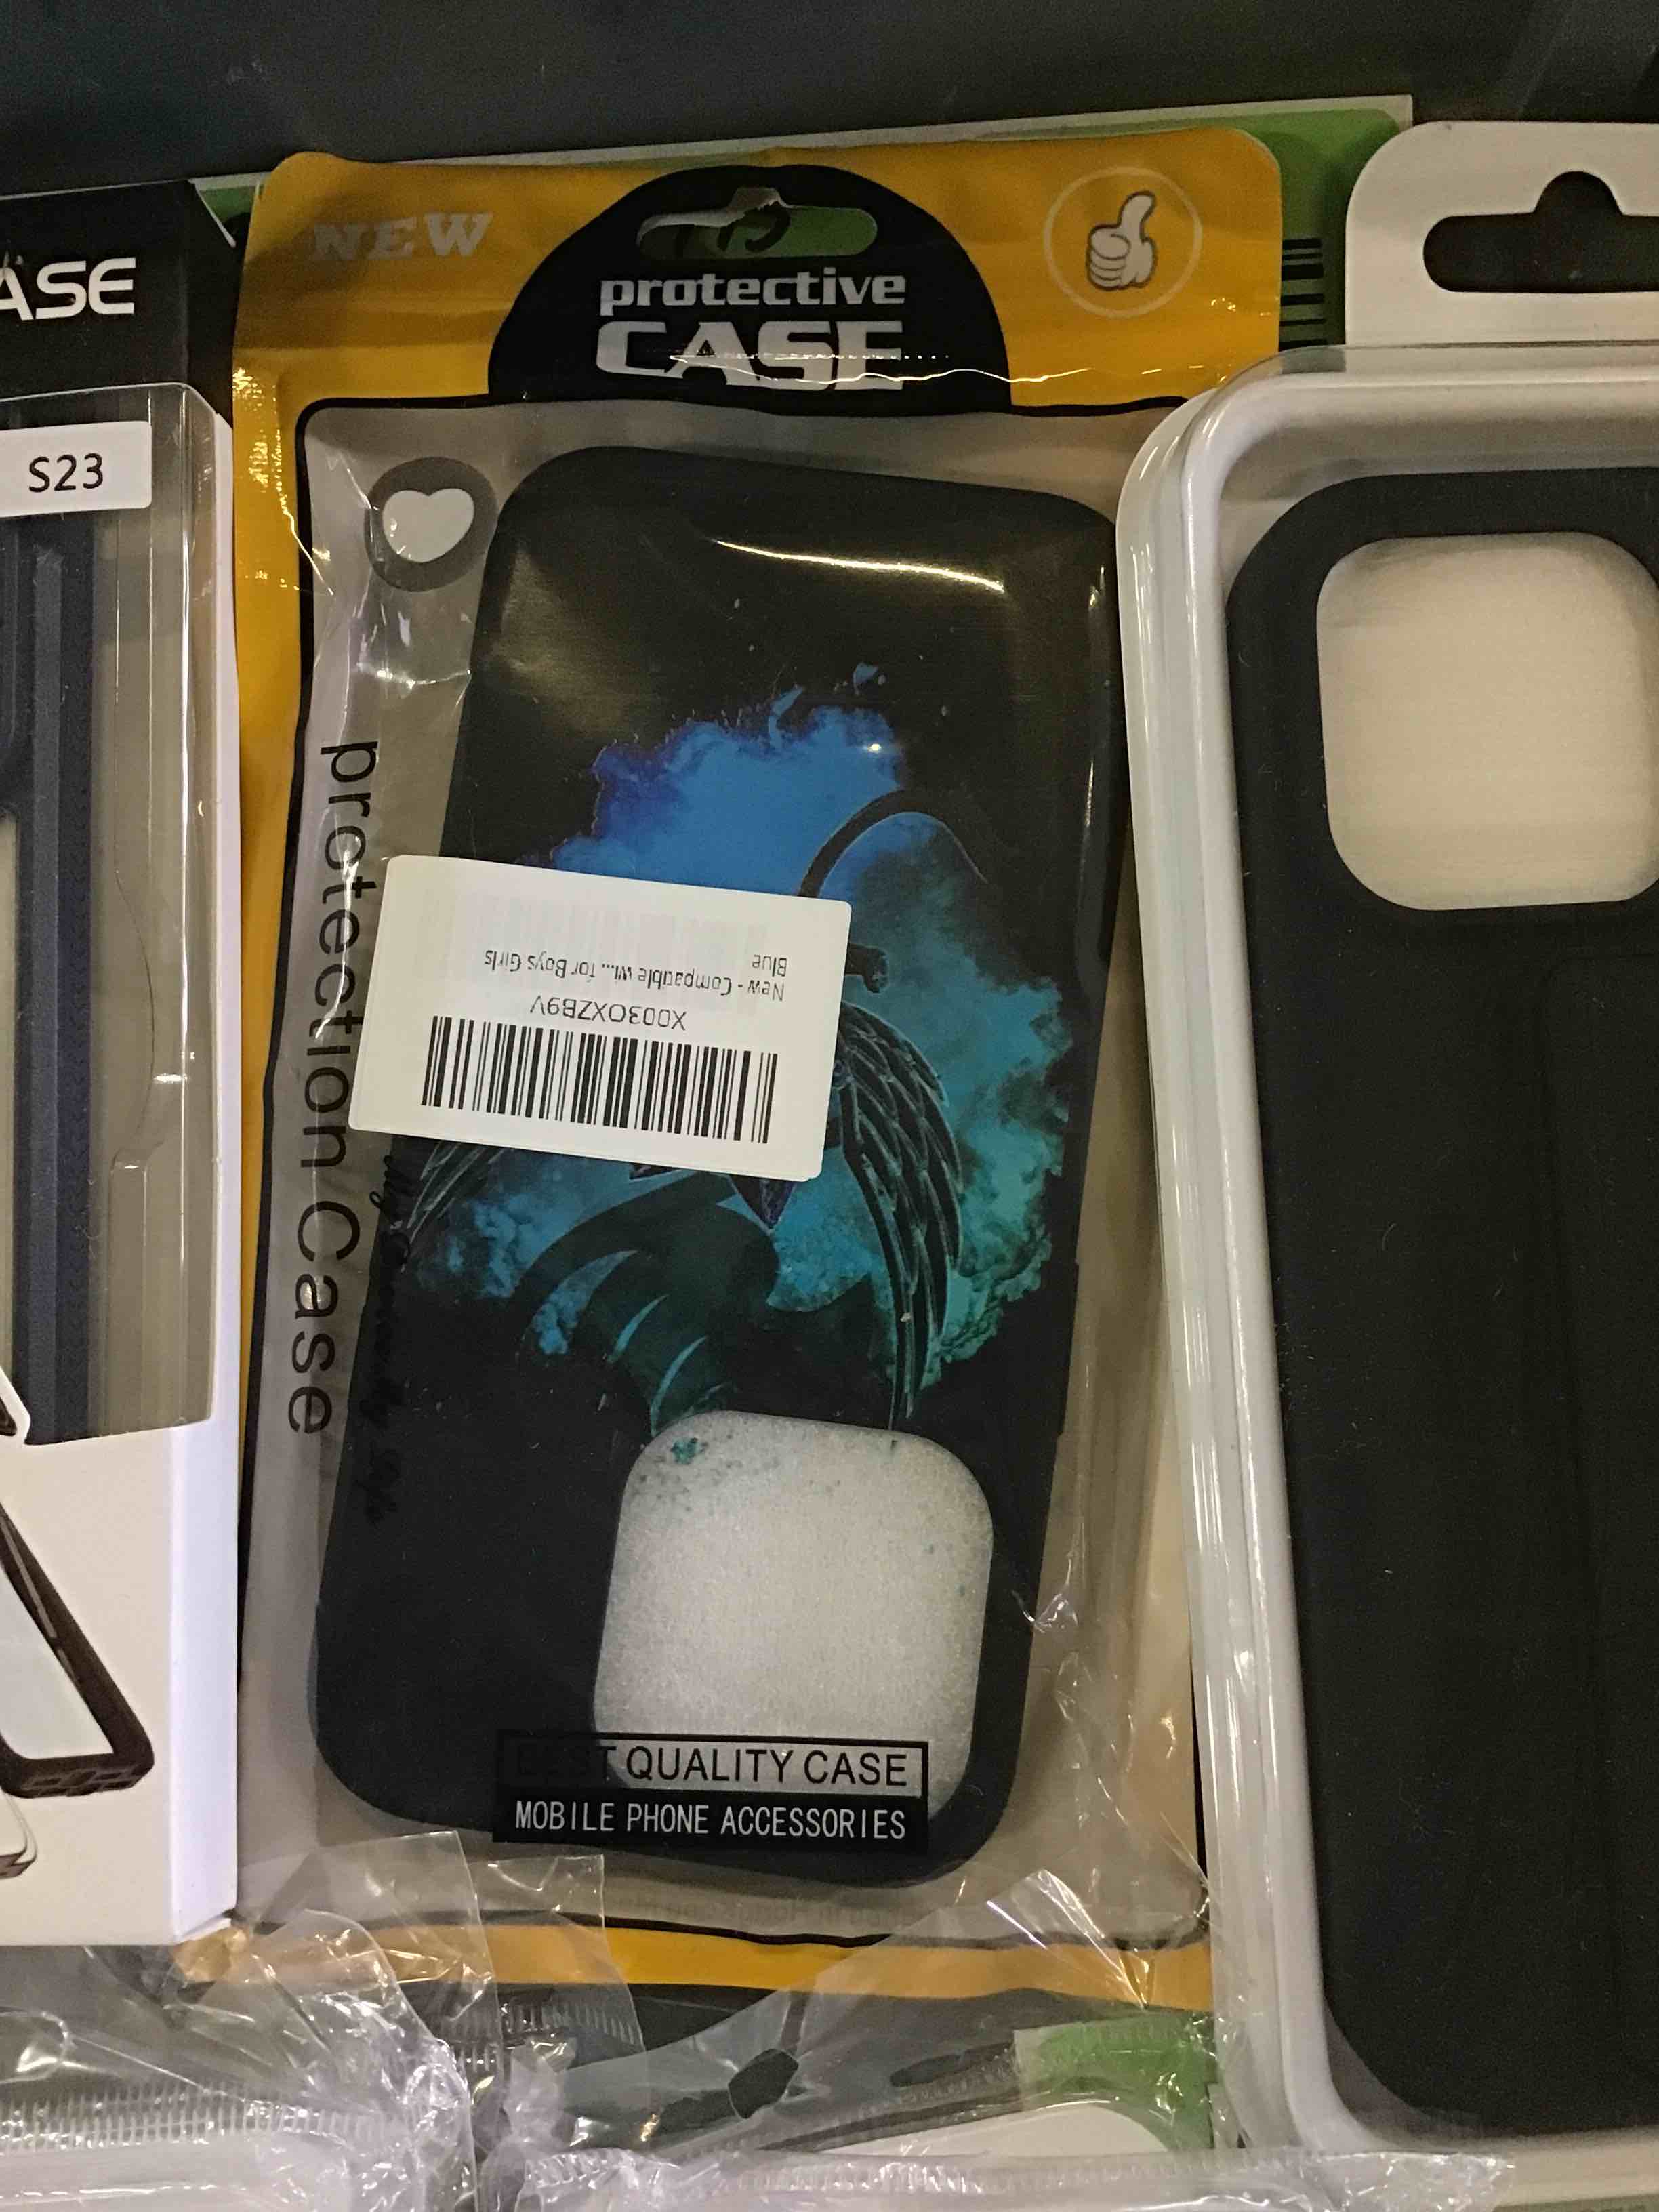 NEW
protective
CASE
ASE
S23
protection Case
X003OXZB9V
New - Compatible wi... for Boys Girls
Blue
QUALITY CASE
MOBILE PHONE ACCESSORIES